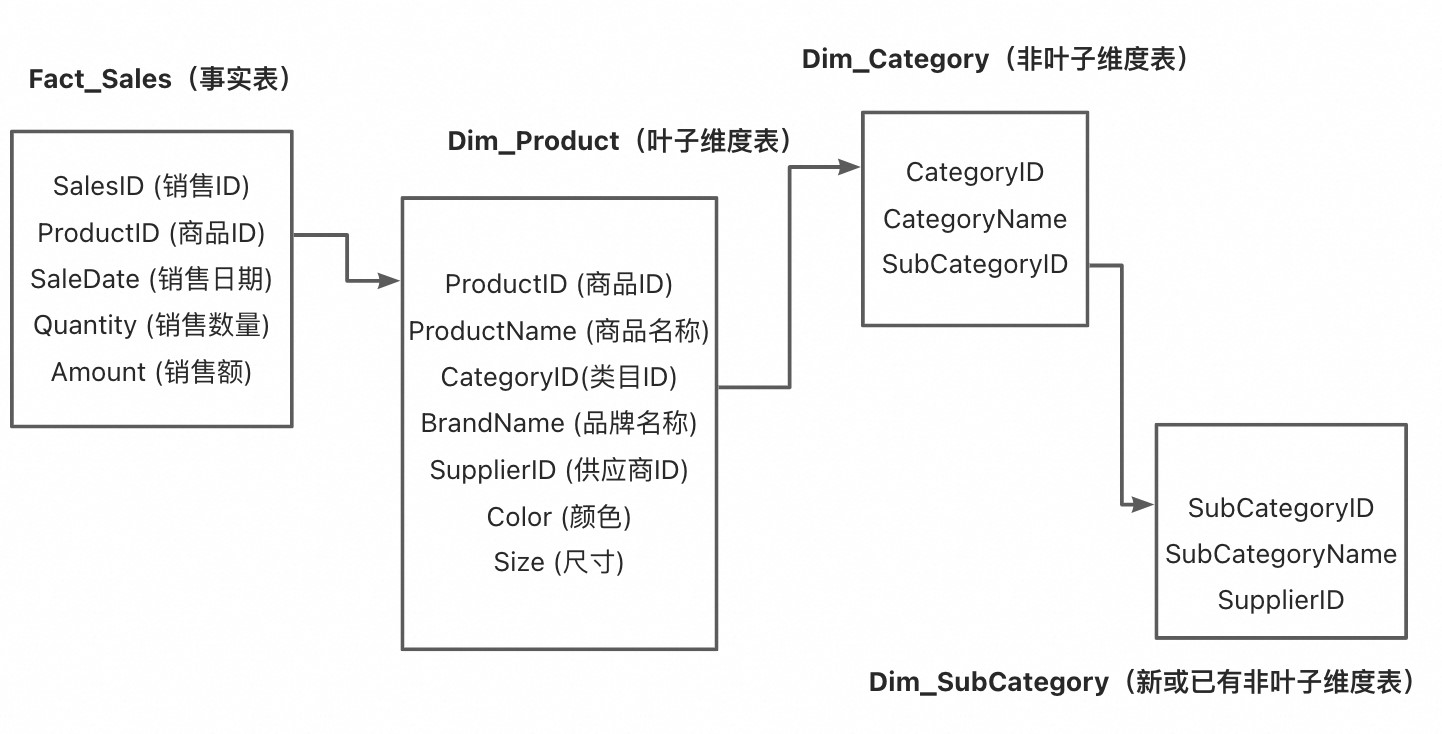 Fact_Sales（事实表）
SalesID (销售ID)
ProductID (商品ID)
SaleDate (销售日期)
Quantity (销售数量)
Amount (销售额)
Dim_Product（叶子维度表）
ProductID (商品ID)
ProductName (商品名称)
CategoryID(类目ID)
BrandName (品牌名称)
SupplierID (供应商ID)
Color (颜色)
Size (尺寸)
Dim_Category（非叶子维度表）
CategoryID
CategoryName
SubCategoryID
SubCategoryID
SubCategoryName
SupplierID
Dim_SubCategory（新或已有非叶子维度表）